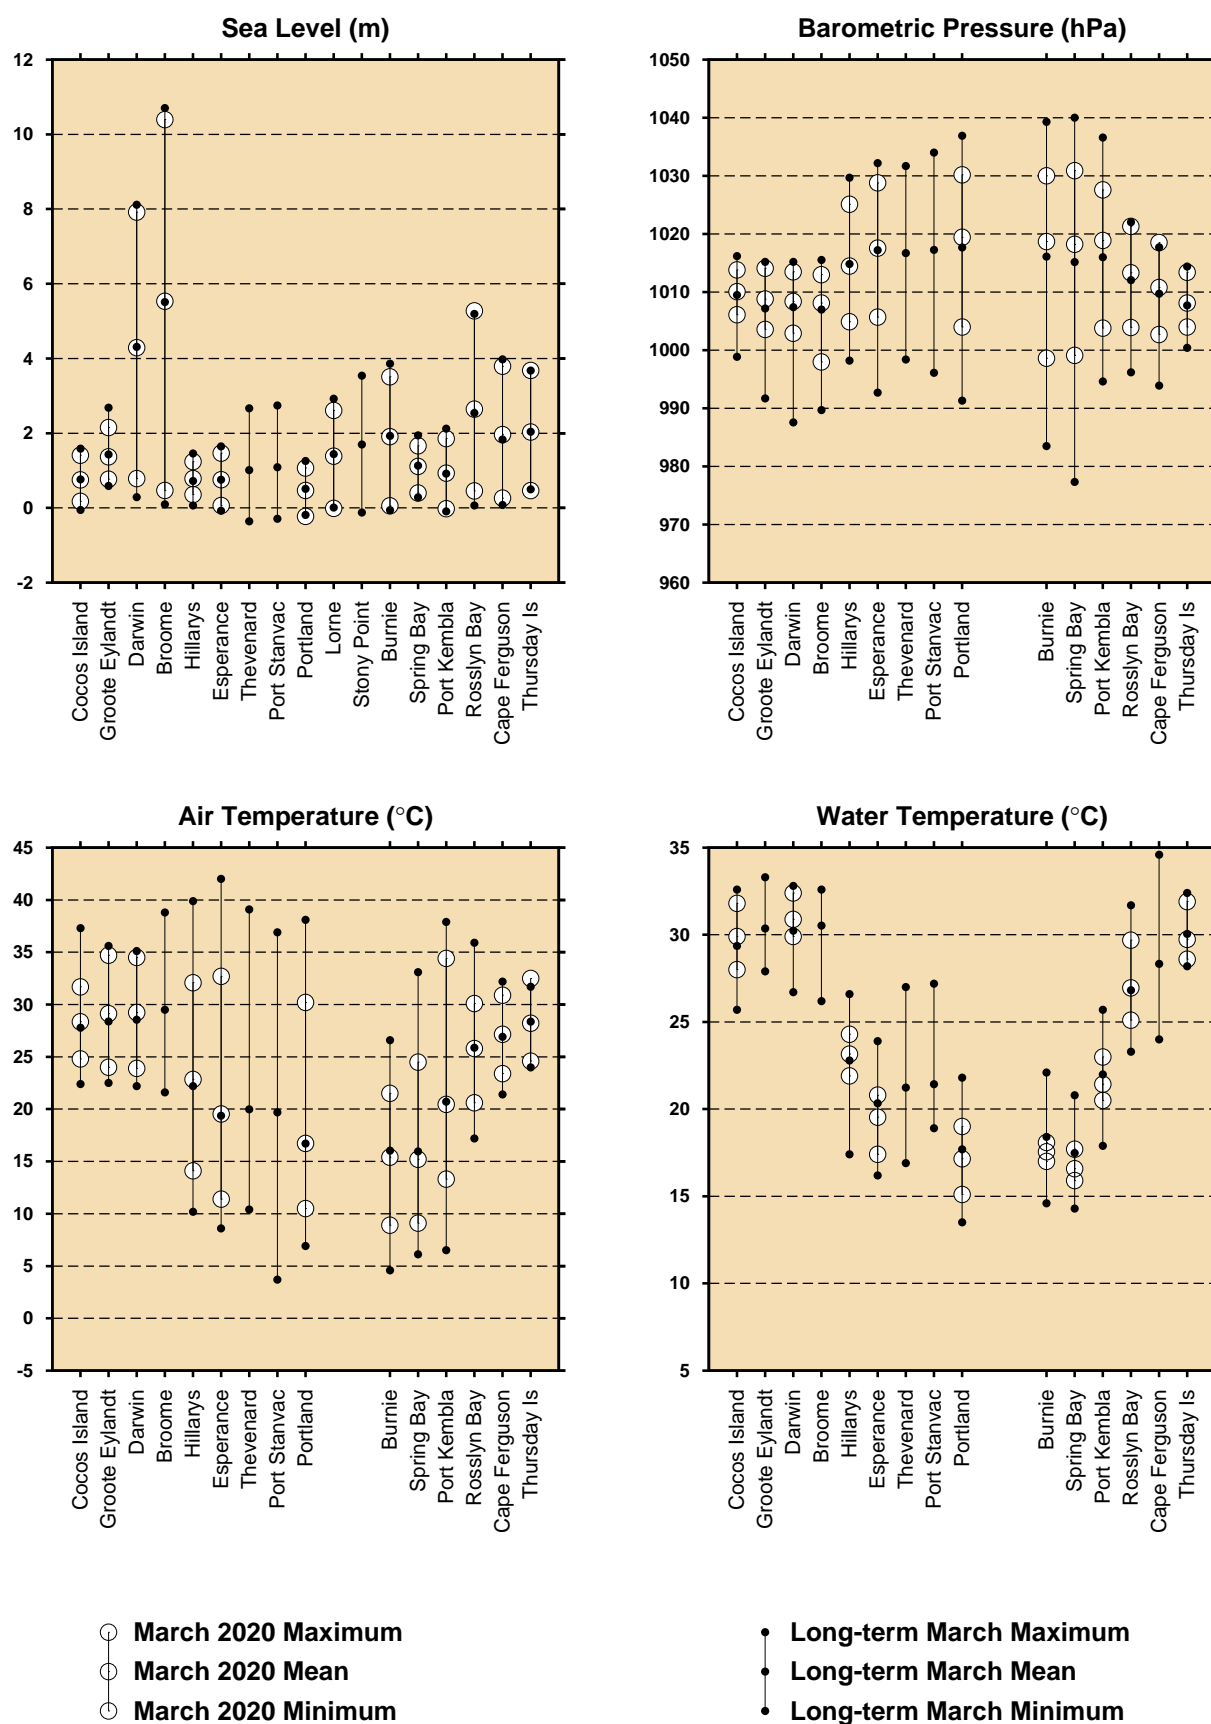 Sea Level (m)
12
10
8
6
4
2
0
-2
Cocos Island
Groote Eylandt
Darwin
Broome
Hillarys
Esperance
Thevenard
Port Stanvac
Portland
Lorne
Stony Point
Burnie
Spring Bay
Port Kembla
Rosslyn Bay
Cape Ferguson
Thursday Is
Barometric Pressure (hPa)
1050
1040
1030
1020
1010
1000
990
980
970
960
Cocos Island
Groote Eylandt
Darwin
Broome
Hillarys
Esperance
Thevenard
Port Stanvac
Portland
Burnie
Spring Bay
Port Kembla
Rosslyn Bay
Cape Ferguson
Thursday Is
Air Temperature (°C)
45
40
35
30
25
20
15
10
5
0
-5
Cocos Island
Groote Eylandt
Darwin
Broome
Hillarys
Esperance
Thevenard
Port Stanvac
Portland
Burnie
Spring Bay
Port Kembla
Rosslyn Bay
Cape Ferguson
Thursday Is
Water Temperature (°C)
35
30
25
20
15
10
5
Cocos Island
Groote Eylandt
Darwin
Broome
Hillarys
Esperance
Thevenard
Port Stanvac
Portland
Burnie
Spring Bay
Port Kembla
Rosslyn Bay
Cape Ferguson
Thursday Is
March 2020 Maximum
March 2020 Mean
March 2020 Minimum
Long-term March Maximum
Long-term March Mean
Long-term March Minimum